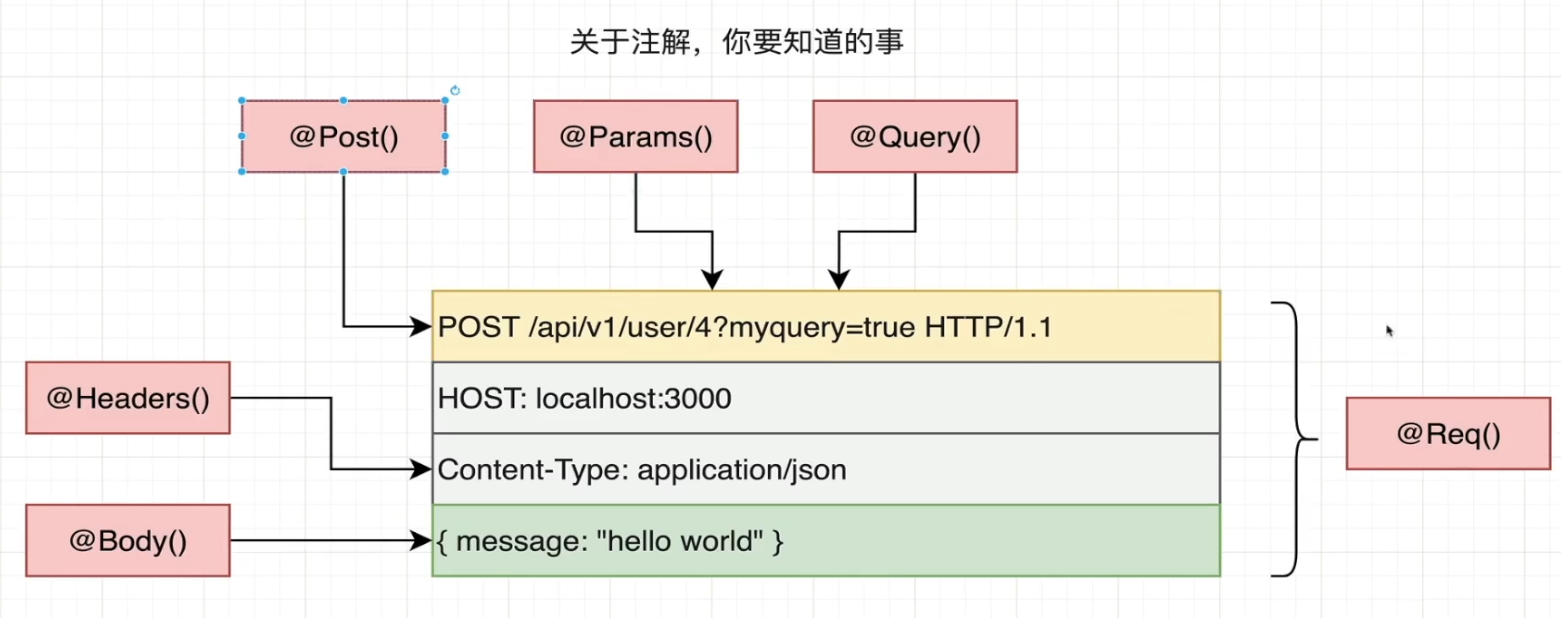 关于注解，你要知道的事
@Post()
@Params()
@Query()
POST /api/v1/user/4?myquery=true HTTP/1.1
@Headers()
HOST: localhost:3000
@Req()
Content-Type: application/json
@Body()
{ message: "hello world" }